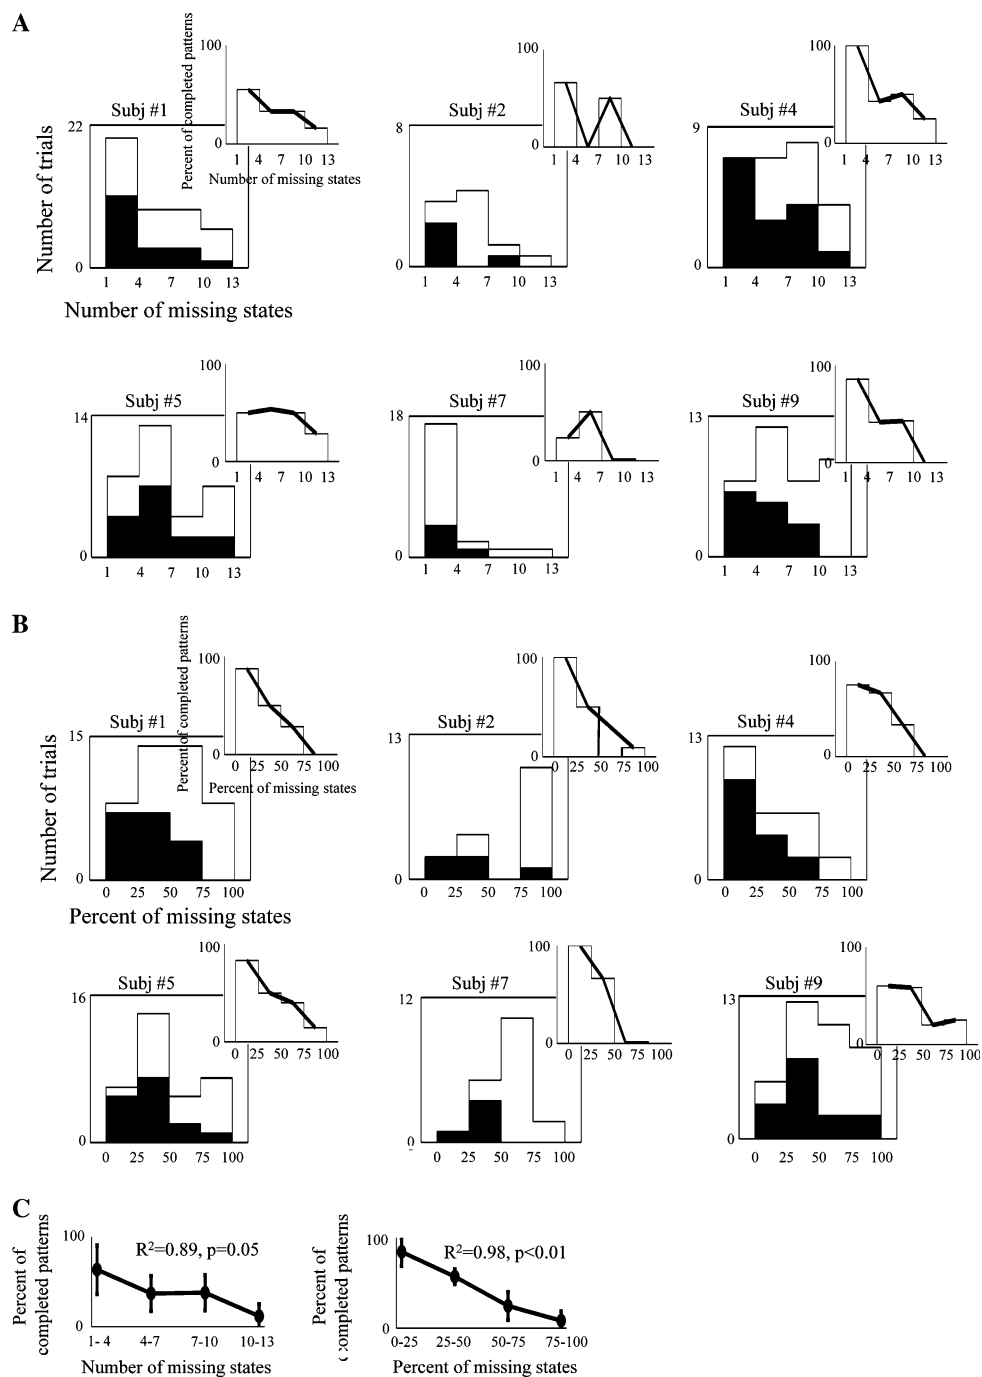 A
Subj #1
22
0
Number of trials
1 4 7 10 13
Number of missing states
100
0
Percent of completed patterns
1 4 7 10 13
Number of missing states
Subj #2
8
0
1 4 7 10 13
100
0
1 4 7 10 13
Subj #4
9
0
1 4 7 10 13
100
0
1 4 7 10 13
Subj #5
14
0
1 4 7 10 13
100
0
1 4 7 10 13
Subj #7
18
0
1 4 7 10 13
100
0
1 4 7 10 13
Subj #9
13
0
1 4 7 10 13
100
0
1 4 7 10 13
B
Subj #1
15
0
Number of trials
0 25 50 75 100
Percent of missing states
100
0
Percent of completed patterns
0 25 50 75 100
Percent of missing states
Subj #2
13
0
0 25 50 75 100
100
0
0 25 50 75 100
Subj #4
13
0
0 25 50 75 100
100
0
0 25 50 75 100
Subj #5
16
0
0 25 50 75 100
100
0
0 25 50 75 100
Subj #7
12
0
0 25 50 75 100
100
0
0 25 50 75 100
Subj #9
13
0
0 25 50 75 100
100
0
0 25 50 75 100
C
Percent of
completed patterns
100
0
R²=0.89, p=0.05
1- 4 4-7 7-10 10-13
Number of missing states
Percent of
completed patterns
100
0
R²=0.98, p<0.01
0-25 25-50 50-75 75-100
Percent of missing states